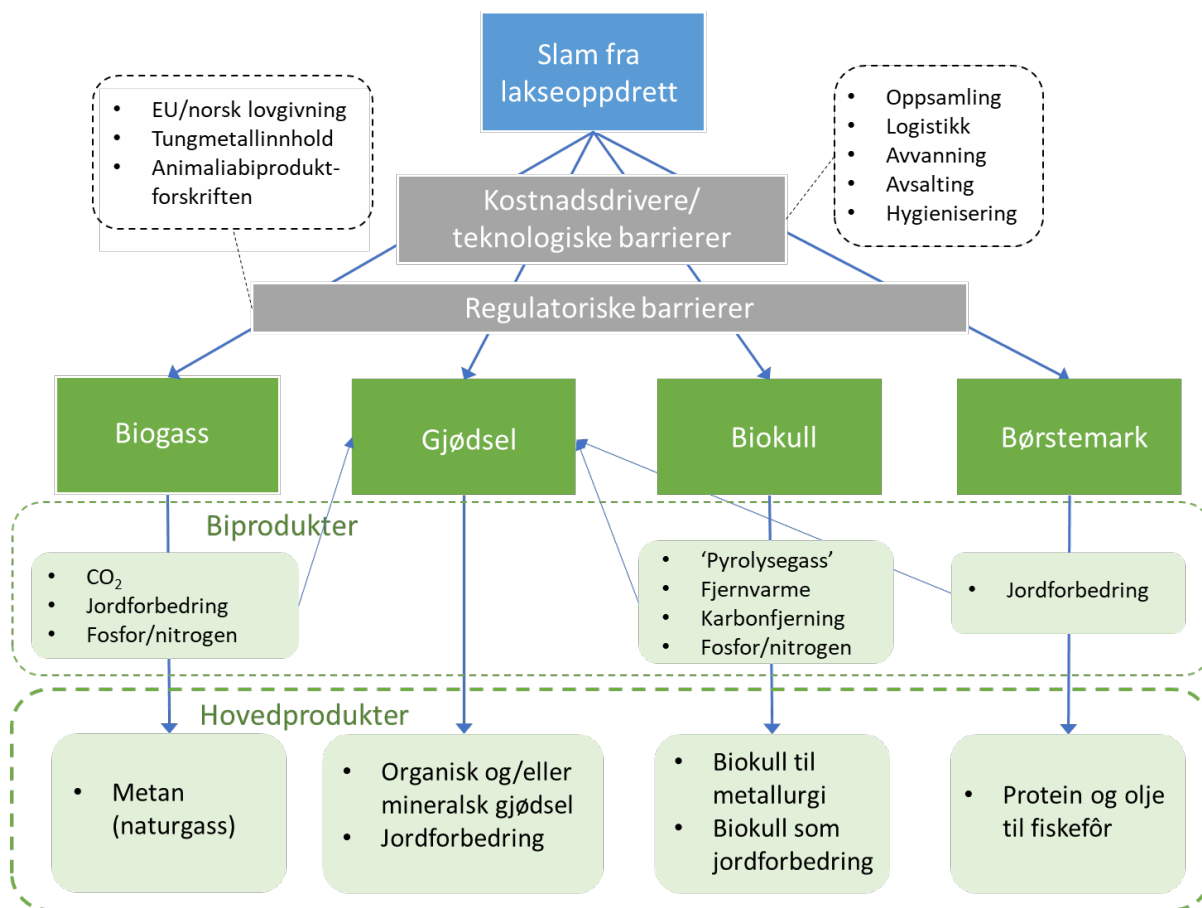 Slam fra
lakseoppdrett
• EU/norsk lovgivning
• Tungmetallinnhold
• Animaliabiprodukt-
forskriften
• Oppsamling
• Logistikk
• Avvanning
• Avsalting
• Hygienisering
Kostnadsdrivere/
teknologiske barrierer
Regulatoriske barrierer
Biogass
Gjødsel
Biokull
Børstemark
Biprodukter
• CO₂
• Jordforbedring
• Fosfor/nitrogen
• ‘Pyrolysegass’
• Fjernvarme
• Karbonfjerning
• Fosfor/nitrogen
• Jordforbedring
Hovedprodukter
• Metan
(naturgass)
• Organisk og/eller
mineralsk gjødsel
• Jordforbedring
• Biokull til
metallurgi
• Biokull som
jordforbedring
• Protein og olje
til fiskefôr